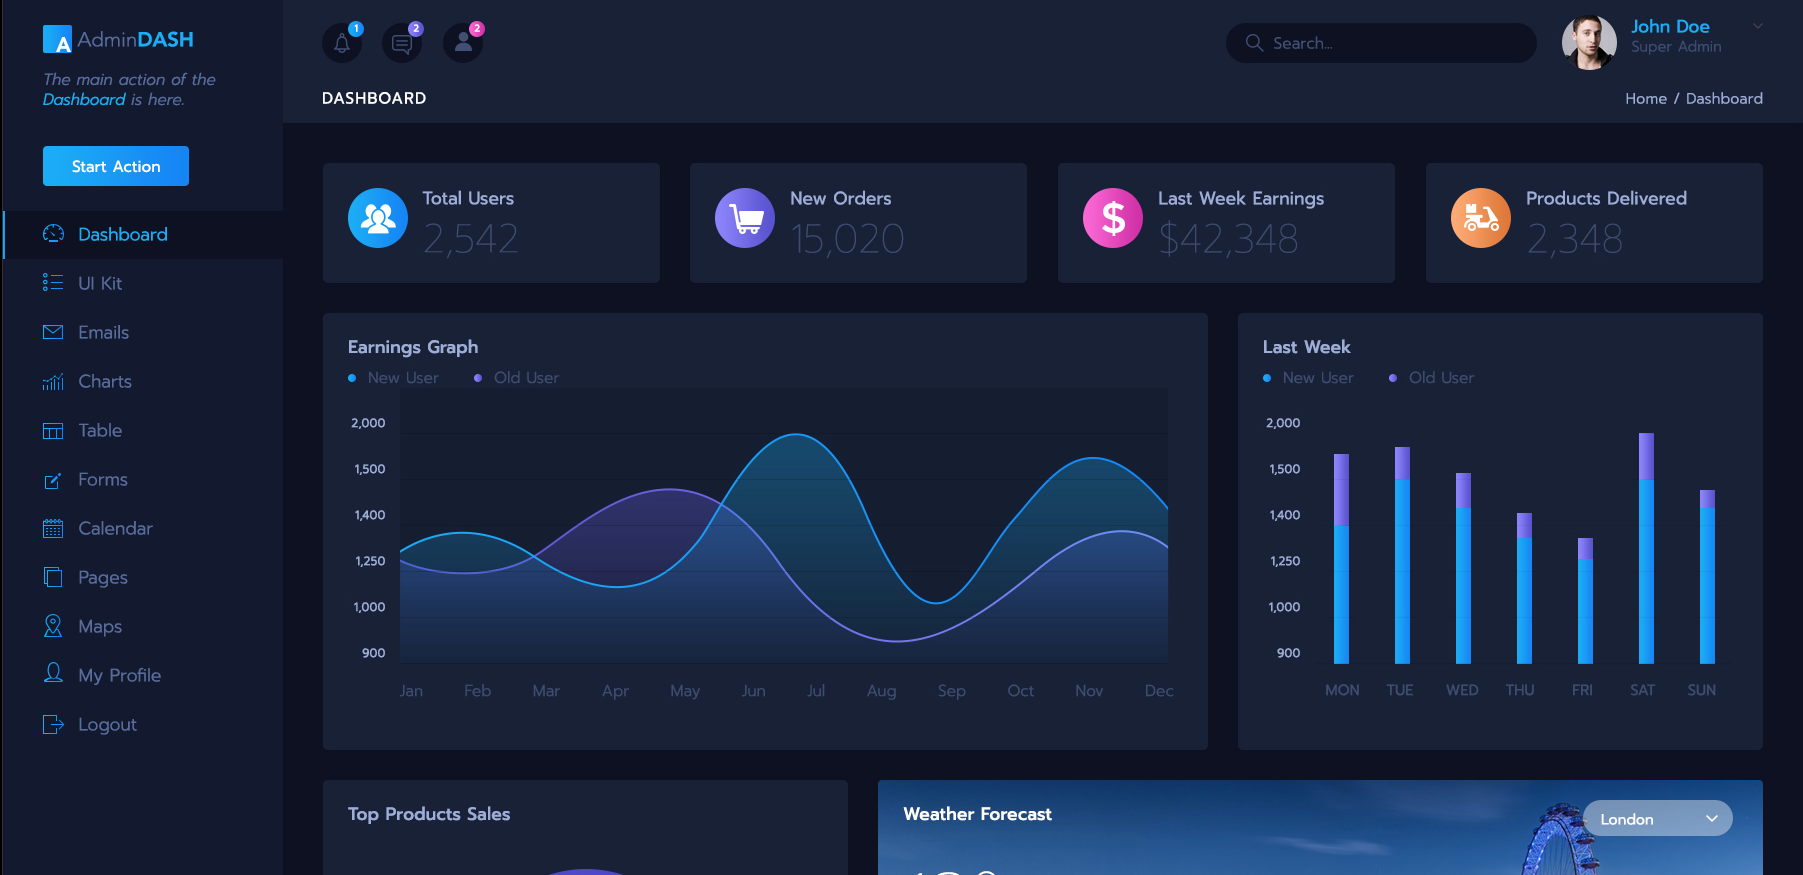 AdminDASH
The main action of the
Dashboard is here.
Start Action
Dashboard
UI Kit
Emails
Charts
Table
Forms
Calendar
Pages
Maps
My Profile
Logout
1
2
2
Search...
John Doe
Super Admin
DASHBOARD
Home / Dashboard
Total Users
2,542
New Orders
15,020
Last Week Earnings
$42,348
Products Delivered
2,348
Earnings Graph
New User Old User
2,000
1,500
1,400
1,250
1,000
900
Jan Feb Mar Apr May Jun Jul Aug Sep Oct Nov Dec
Last Week
New User Old User
2,000
1,500
1,400
1,250
1,000
900
MON TUE WED THU FRI SAT SUN
Top Products Sales
Weather Forecast
London